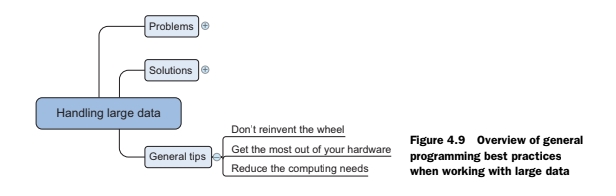 Problems
Solutions
Handling large data
General tips
Don't reinvent the wheel
Get the most out of your hardware
Reduce the computing needs
Figure 4.9 Overview of general
programming best practices
when working with large data